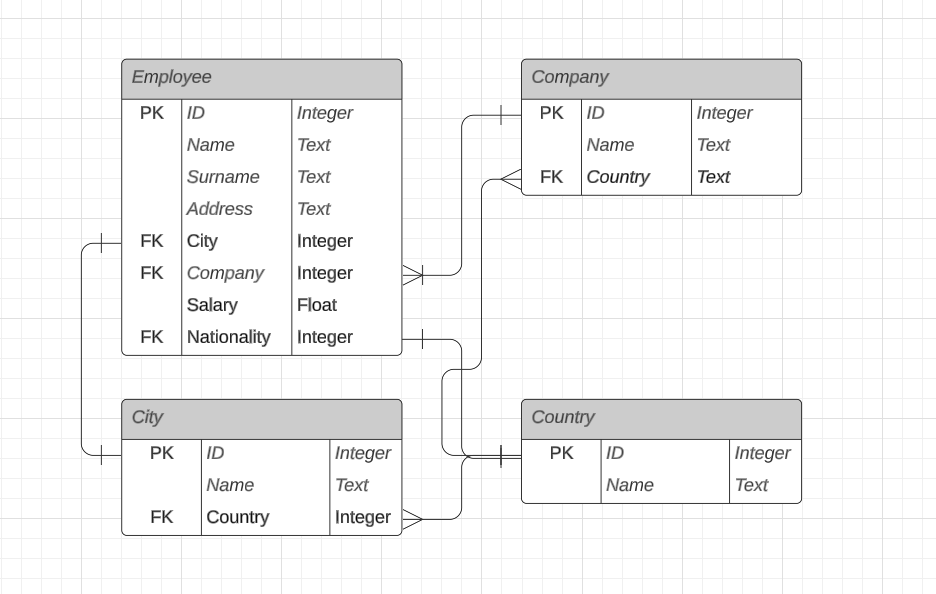 Employee
PK ID Integer
Name Text
Surname Text
Address Text
FK City Integer
FK Company Integer
Salary Float
FK Nationality Integer
Company
PK ID Integer
Name Text
FK Country Text
City
PK ID Integer
Name Text
FK Country Integer
Country
PK ID Integer
Name Text